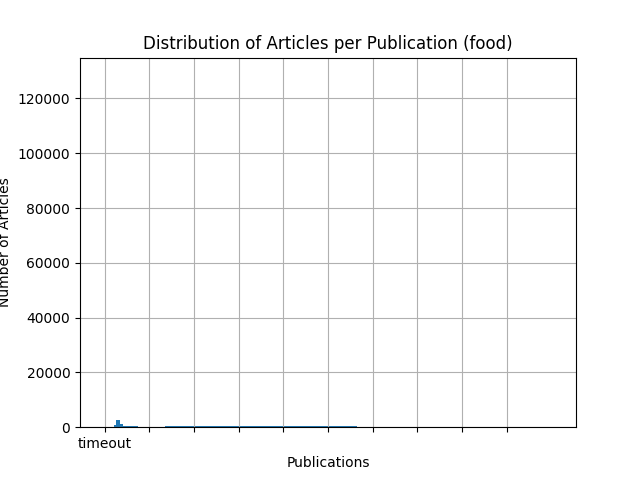 Distribution of Articles per Publication (food)
120000
100000
80000
60000
40000
20000
0
Number of Articles
timeout
Publications